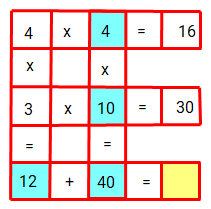 4 x 4 = 16
x x
3 x 10 = 30
= =
12 + 40 =